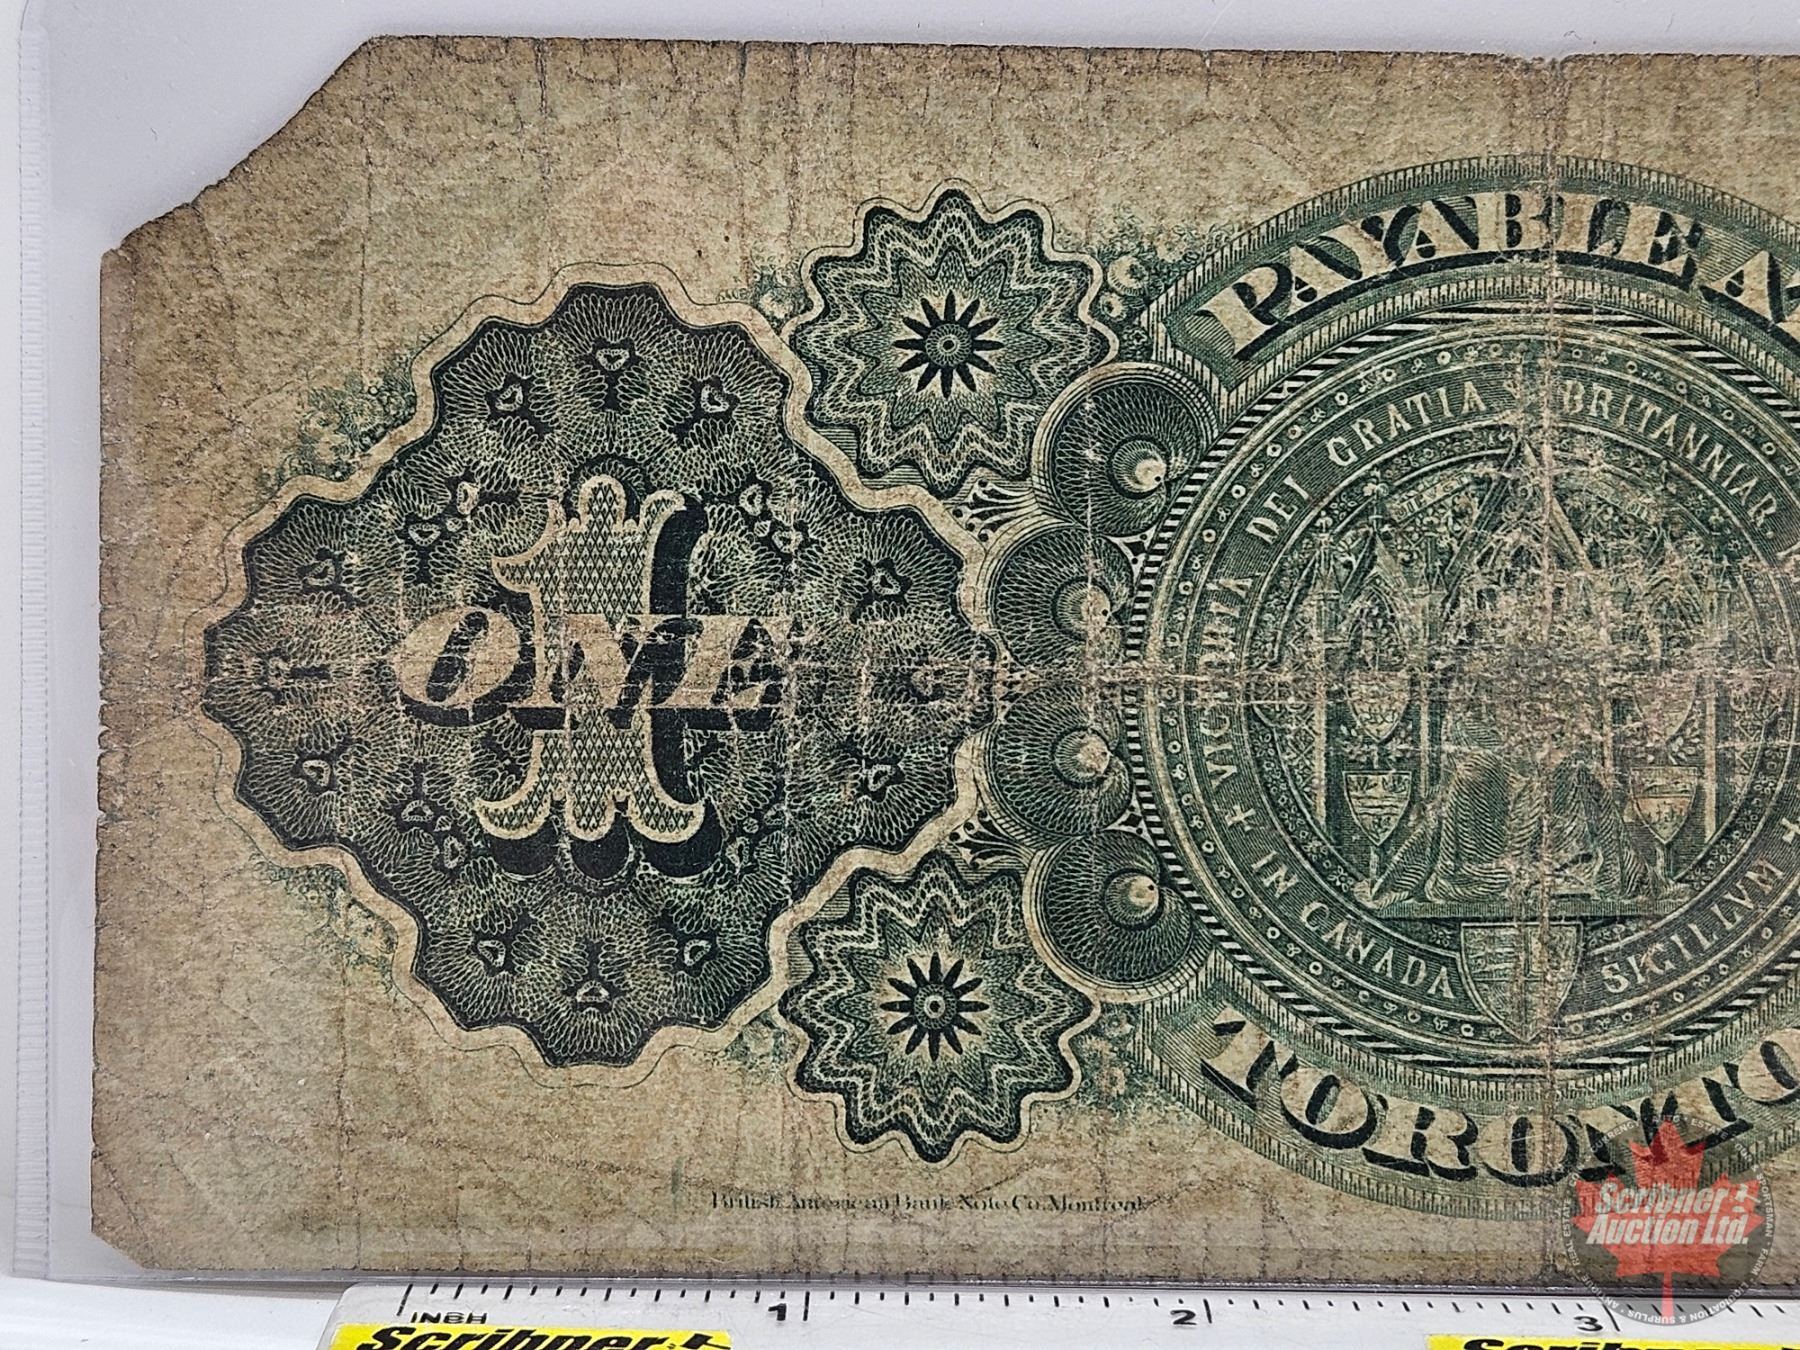 PAYABLE A
VICTORIA DEI GRATIA BRITANNIAR.
1
ONE
IN CANADA SIGILLVM
TORONTO
British American Bank Note Co. Montreal
Scribner
Auction Ltd.
INCH 1 2 3
Scribner
Scribner